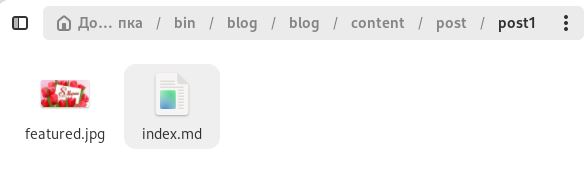 До... пка / bin / blog / blog / content / post / post1
featured.jpg
index.md